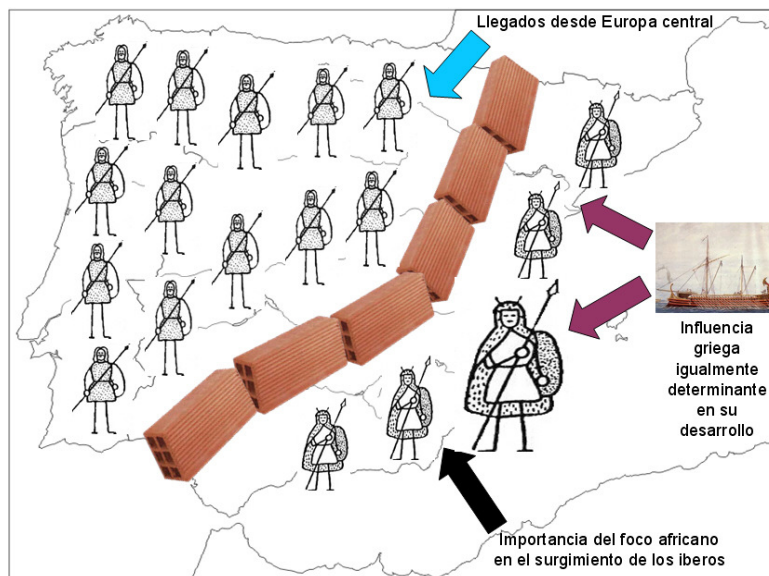 Llegados desde Europa central
Influencia
griega
igualmente
determinante
en su
desarrollo
Importancia del foco africano
en el surgimiento de los iberos